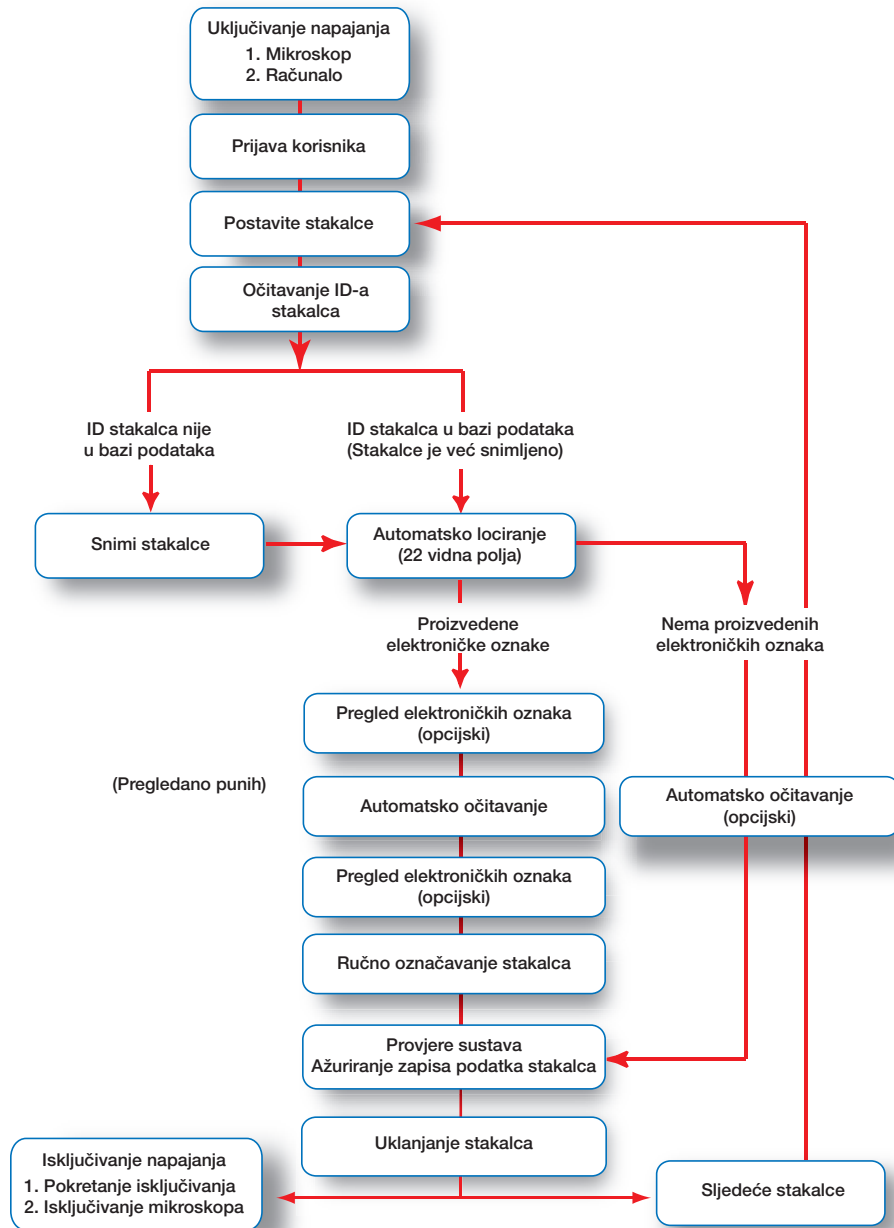 Uključivanje napajanja
1. Mikroskop
2. Računalo
Prijava korisnika
Postavite stakalce
Očitavanje ID-a
stakalca
ID stakalca nije
u bazi podataka
ID stakalca u bazi podataka
(Stakalce je već snimljeno)
Snimi stakalce
Automatsko lociranje
(22 vidna polja)
Proizvedene
elektroničke oznake
Nema proizvedenih
elektroničkih oznaka
Pregled elektroničkih oznaka
(opcijski)
(Pregledano punih)
Automatsko očitavanje
Automatsko očitavanje
(opcijski)
Pregled elektroničkih oznaka
(opcijski)
Ručno označavanje stakalca
Provjere sustava
Ažuriranje zapisa podatka stakalca
Uklanjanje stakalca
Isključivanje napajanja
1. Pokretanje isključivanja
2. Isključivanje mikroskopa
Sljedeće stakalce